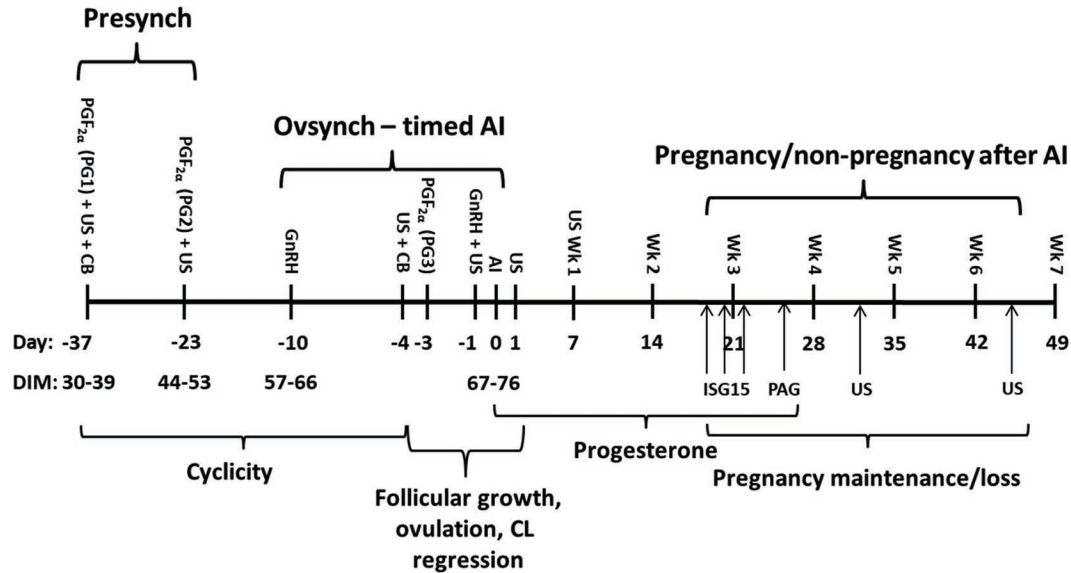 Presynch
Ovsynch – timed AI
Pregnancy/non-pregnancy after AI
PGF2α (PG1) + US + CB
PGF2α (PG2) + US
GnRH
US + CB
PGF2α (PG3)
GnRH + US
AI
US
US Wk 1
Wk 2
Wk 3
Wk 4
Wk 5
Wk 6
Wk 7
Day: -37 -23 -10 -4 -3 -1 0 1 7 14 21 28 35 42 49
DIM: 30-39 44-53 57-66 67-76 ISG15 PAG US US
Cyclicity
Progesterone
Follicular growth,
ovulation, CL
regression
Pregnancy maintenance/loss